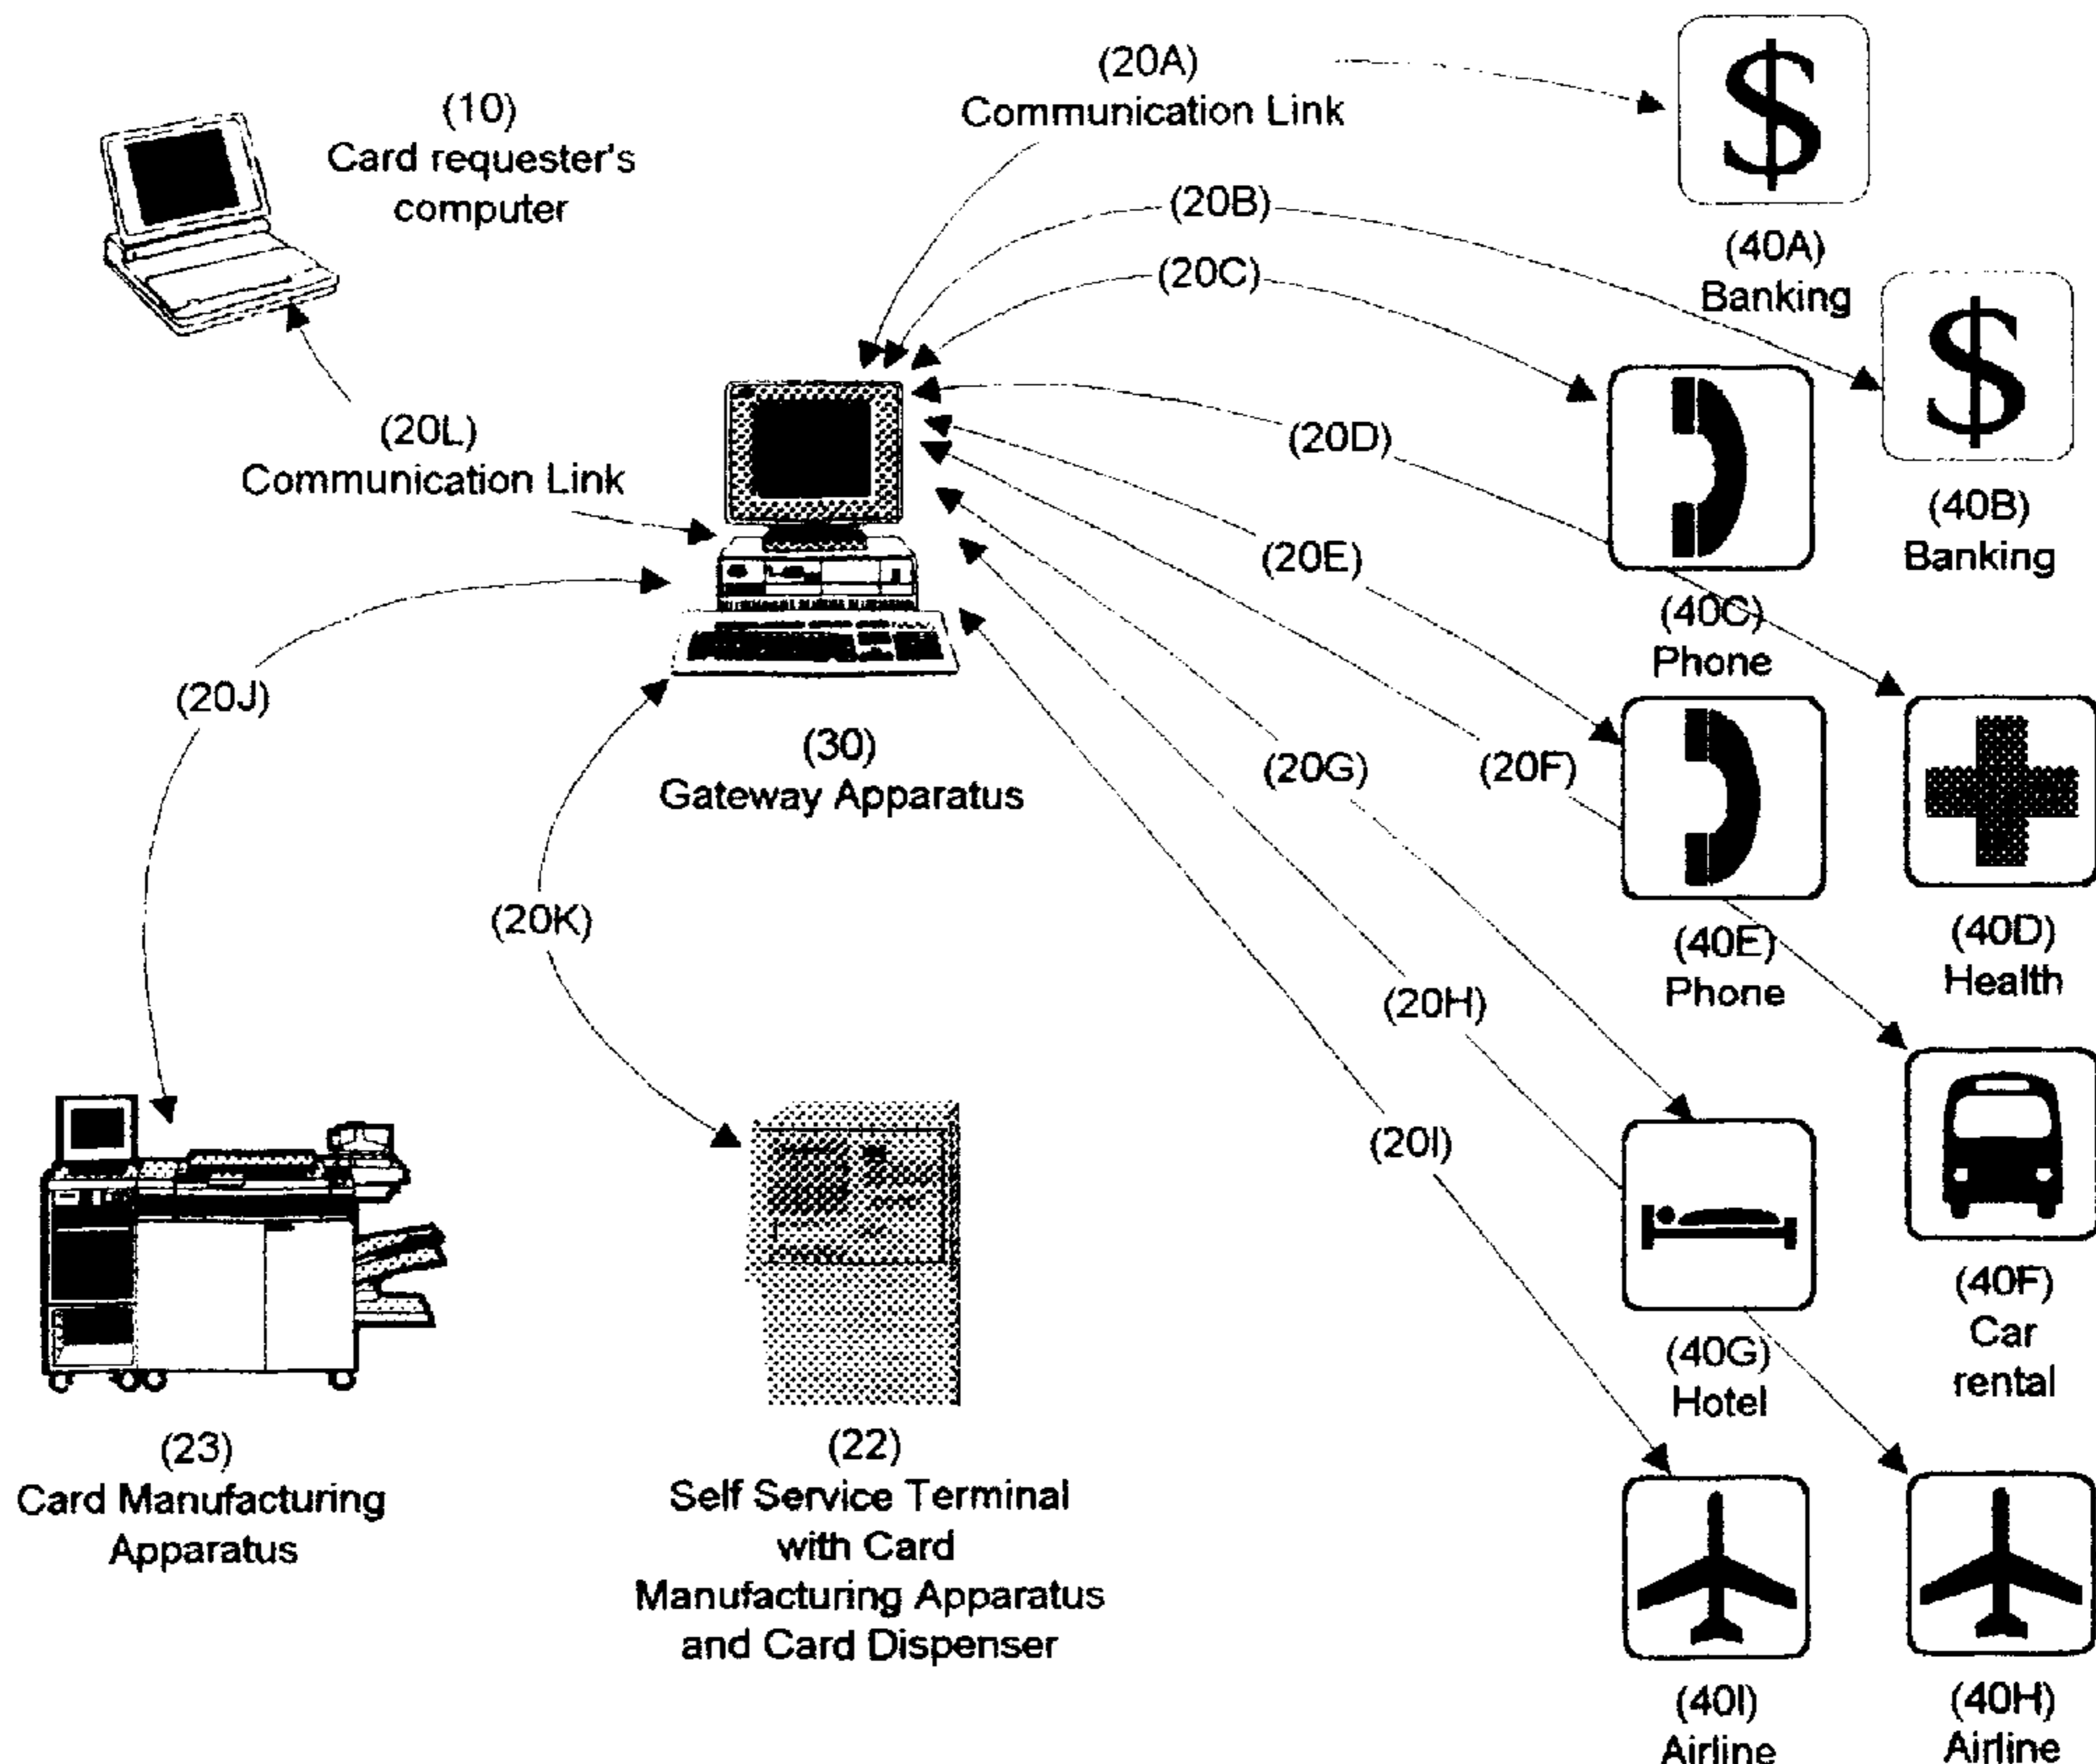 (10)
Card requester's
computer
(20A)
Communication Link
(20B)
(20C)
(40A)
Banking
(20L)
Communication Link
(20D)
(40B)
Banking
(20E)
(40C)
Phone
(20J)
(30)
Gateway Apparatus
(20G)
(20F)
(20K)
(40E)
Phone
(40D)
Health
(20H)
(20I)
(40F)
Car
rental
(40G)
Hotel
(23)
Card Manufacturing
Apparatus
(22)
Self Service Terminal
with Card
Manufacturing Apparatus
and Card Dispenser
(40I)
Airline
(40H)
Airline